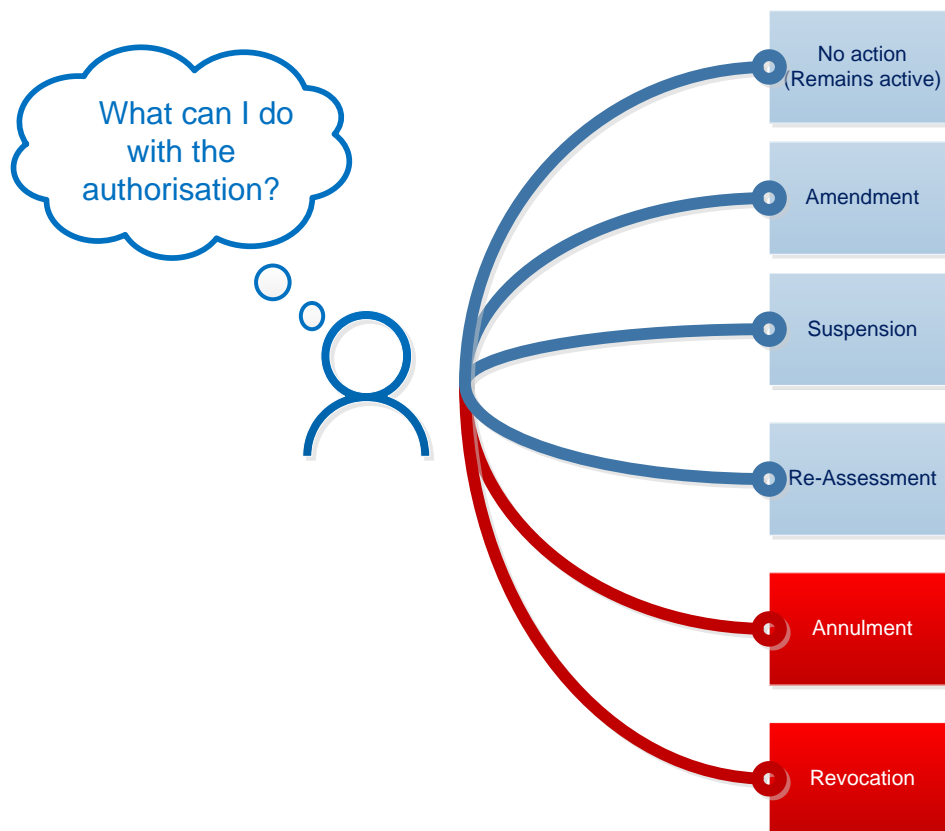 What can I do
with the
authorisation?
No action
(Remains active)
Amendment
Suspension
Re-Assessment
Annulment
Revocation